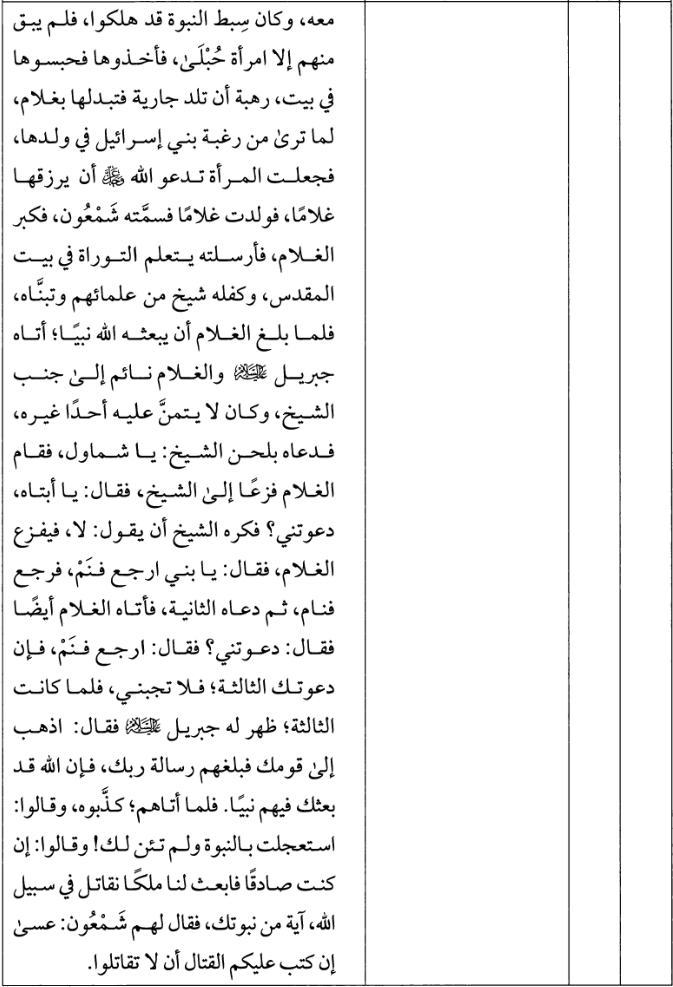 معه، وكان سِبط النبوة قد هلكوا، فلم يبق
منهم إلا امرأة حُبْلَىٰ، فأخذوها فحبسوها
في بيت، رهبة أن تلد جارية فتبدلها بغلام،
لما ترىٰ من رغبة بني إسرائيل في ولدها،
فجعلت المرأة تدعو الله ﷿ أن يرزقها
غلامًا، فولدت غلامًا فسمَّته شَمْعُون، فكبر
الغلام، فأرسلته يتعلم التوراة في بيت
المقدس، وكفله شيخ من علمائهم وتبنَّاه،
فلما بلغ الغلام أن يبعثه الله نبيًا؛ أتاه
جبريل عليه السلام والغلام نائم إلىٰ جنب
الشيخ، وكان لا يتمنَّ عليه أحدًا غيره،
فدعاه بلحن الشيخ: يا شماول، فقام
الغلام فزعًا إلىٰ الشيخ، فقال: يا أبتاه،
دعوتني؟ فكره الشيخ أن يقول: لا، فيفزع
الغلام، فقال: يا بني ارجع فنَمْ، فرجع
فنام، ثم دعاه الثانية، فأتاه الغلام أيضًا
فقال: دعوتني؟ فقال: ارجع فنَمْ، فإن
دعوتك الثالثة؛ فلا تجبني، فلما كانت
الثالثة؛ ظهر له جبريل عليه السلام فقال: اذهب
إلىٰ قومك فبلغهم رسالة ربك، فإن الله قد
بعثك فيهم نبيًا. فلما أتاهم؛ كذَّبوه، وقالوا:
استعجلت بالنبوة ولم تئن لك! وقالوا: إن
كنت صادقًا فابعث لنا ملكًا نقاتل في سبيل
الله، آية من نبوتك، فقال لهم شَمْعُون: عسىٰ
إن كتب عليكم القتال أن لا تقاتلوا.